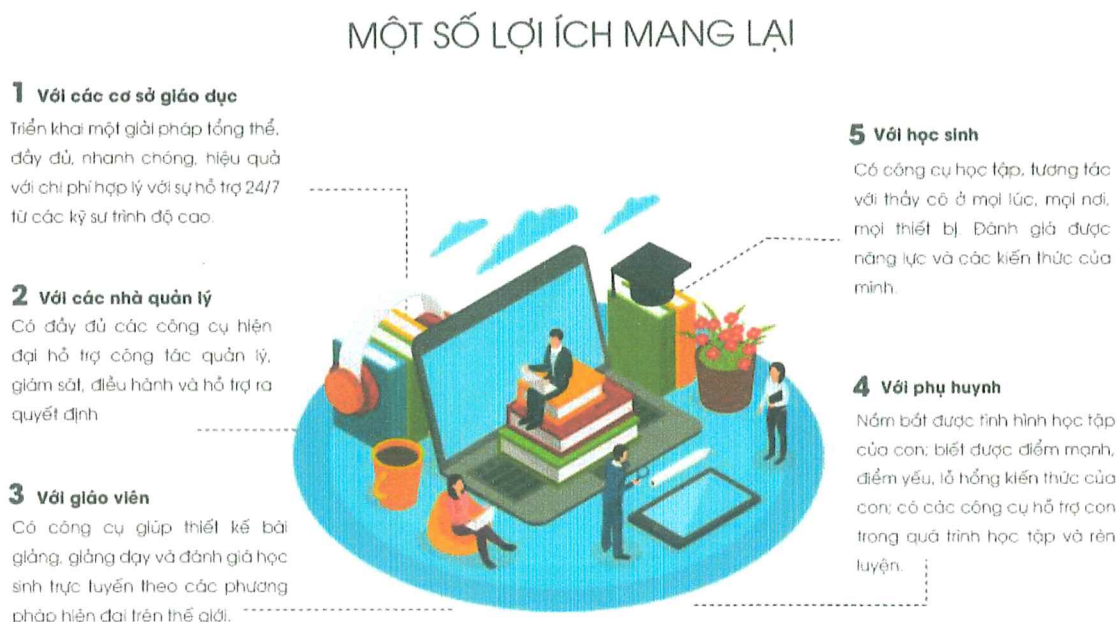 MỘT SỐ LỢI ÍCH MANG LẠI
1 Với các cơ sở giáo dục
Triển khai một giải pháp tổng thể,
đầy đủ, nhanh chóng, hiệu quả
với chi phí hợp lý với sự hỗ trợ 24/7
từ các kỹ sư trình độ cao.
2 Với các nhà quản lý
Có đầy đủ các công cụ hiện
đại hỗ trợ công tác quản lý,
giám sát, điều hành và hỗ trợ ra
quyết định
3 Với giáo viên
Có công cụ giúp thiết kế bài
giảng, giảng dạy và đánh giá học
sinh trực tuyến theo các phương
pháp hiện đại trên thế giới.
5 Với học sinh
Có công cụ học tập, tương tác
với thầy cô ở mọi lúc, mọi nơi,
mọi thiết bị. Đánh giá được
năng lực và các kiến thức của
mình.
4 Với phụ huynh
Nắm bắt được tình hình học tập
của con; biết được điểm mạnh,
điểm yếu, lỗ hổng kiến thức của
con; có các công cụ hỗ trợ con
trong quá trình học tập và rèn
luyện.